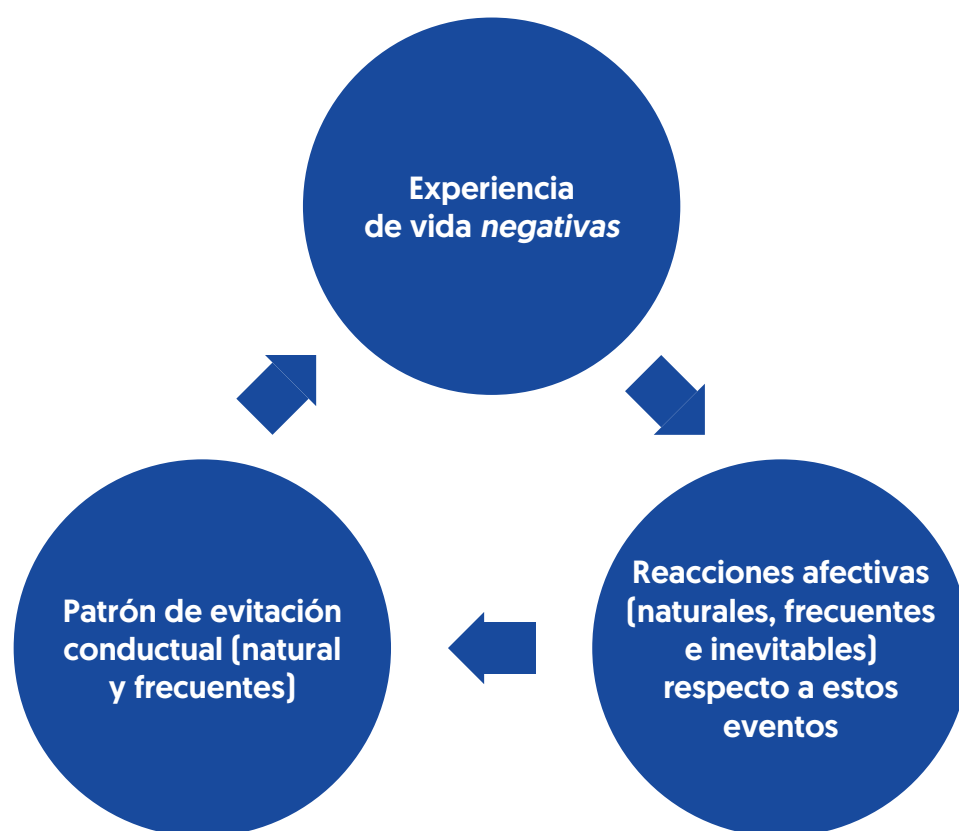 Experiencia
de vida negativas
Reacciones afectivas
(naturales, frecuentes
e inevitables)
respecto a estos
eventos
Patrón de evitación
conductual (natural
y frecuentes)